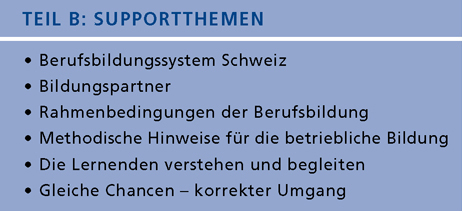 TEIL B: SUPPORTTHEMEN
• Berufsbildungssystem Schweiz
• Bildungspartner
• Rahmenbedingungen der Berufsbildung
• Methodische Hinweise für die betriebliche Bildung
• Die Lernenden verstehen und begleiten
• Gleiche Chancen – korrekter Umgang